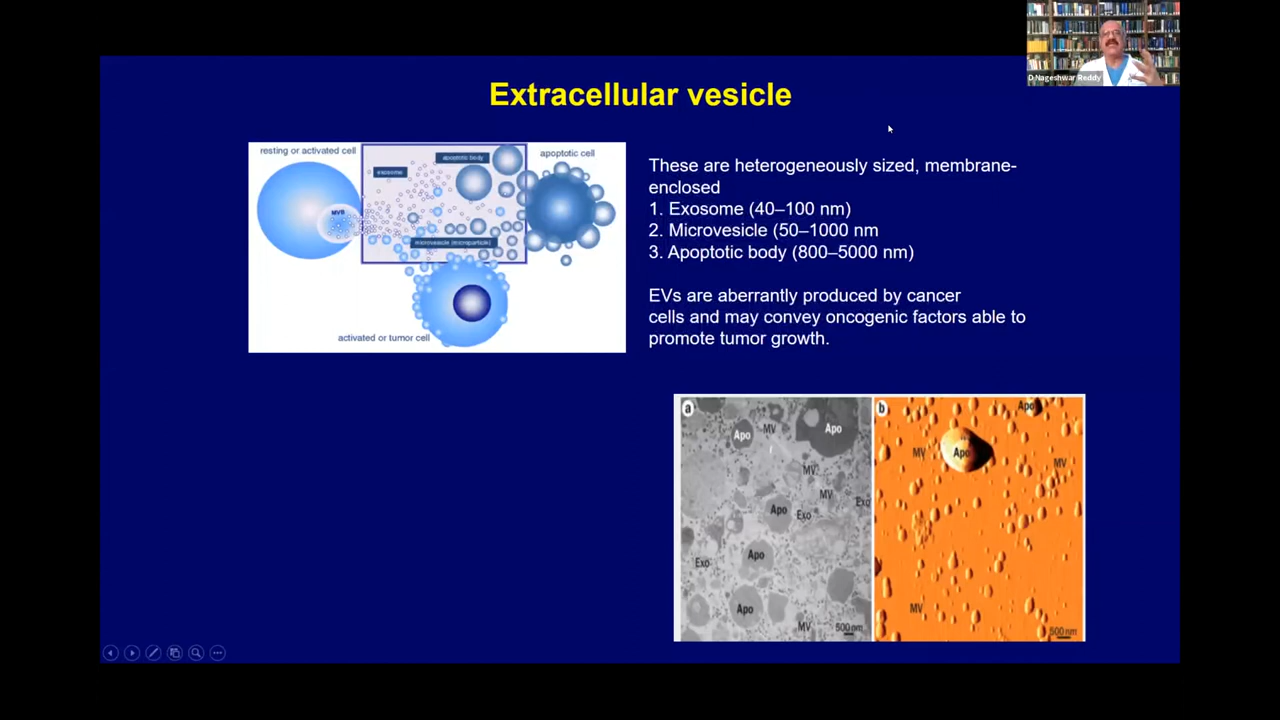 D.Nageshwar Reddy
Extracellular vesicle
resting or activated cell
apoptotic body
apoptotic cell
exosome
MVB
microvesicle (microparticle)
activated or tumor cell
These are heterogeneously sized, membrane-
enclosed
1. Exosome (40–100 nm)
2. Microvesicle (50–1000 nm
3. Apoptotic body (800–5000 nm)
EVs are aberrantly produced by cancer
cells and may convey oncogenic factors able to
promote tumor growth.
a
Apo
MV
Apo
MV
MV
Exo
Apo
Exo
Apo
Exo
Apo
MV
500 nm
b
Apo
MV
Apo
MV
MV
500 nm